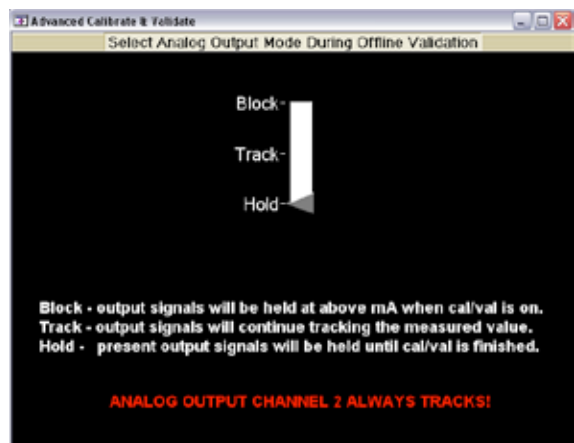 Advanced Calibrate & Validate
Select Analog Output Mode During Offline Validation
Block-
Track-
Hold-
Block - output signals will be held at above mA when cal/val is on.
Track - output signals will continue tracking the measured value.
Hold - present output signals will be held until cal/val is finished.
ANALOG OUTPUT CHANNEL 2 ALWAYS TRACKS!